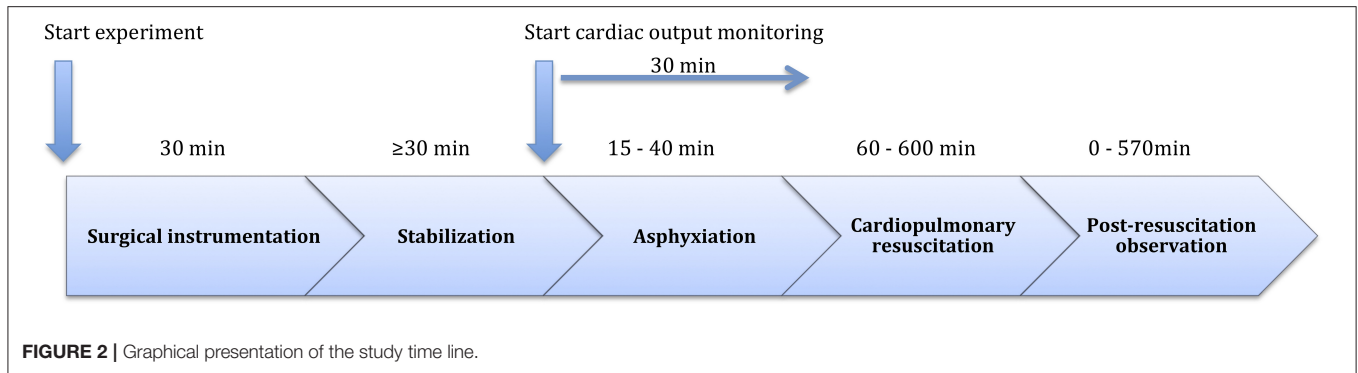 Start experiment
Start cardiac output monitoring
30 min
30 min
≥30 min
15 - 40 min
60 - 600 min
0 - 570min
Surgical instrumentation
Stabilization
Asphyxiation
Cardiopulmonary
resuscitation
Post-resuscitation
observation
FIGURE 2 | Graphical presentation of the study time line.